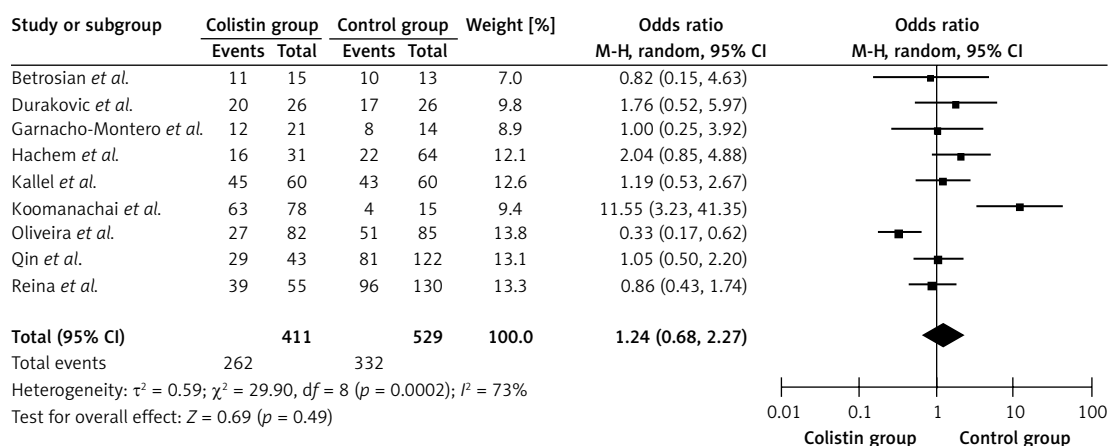 Study or subgroup Colistin group Control group Weight [%] Odds ratio Odds ratio
Events Total Events Total M-H, random, 95% CI M-H, random, 95% CI
Betrosian et al. 11 15 10 13 7.0 0.82 (0.15, 4.63)
Durakovic et al. 20 26 17 26 9.8 1.76 (0.52, 5.97)
Garnacho-Montero et al. 12 21 8 14 8.9 1.00 (0.25, 3.92)
Hachem et al. 16 31 22 64 12.1 2.04 (0.85, 4.88)
Kallel et al. 45 60 43 60 12.6 1.19 (0.53, 2.67)
Koomanachai et al. 63 78 4 15 9.4 11.55 (3.23, 41.35)
Oliveira et al. 27 82 51 85 13.8 0.33 (0.17, 0.62)
Qin et al. 29 43 81 122 13.1 1.05 (0.50, 2.20)
Reina et al. 39 55 96 130 13.3 0.86 (0.43, 1.74)
Total (95% CI) 411 529 100.0 1.24 (0.68, 2.27)
Total events 262 332
Heterogeneity: τ² = 0.59; χ² = 29.90, df = 8 (p = 0.0002); I² = 73%
Test for overall effect: Z = 0.69 (p = 0.49)
0.01 0.1 1 10 100
Colistin group Control group